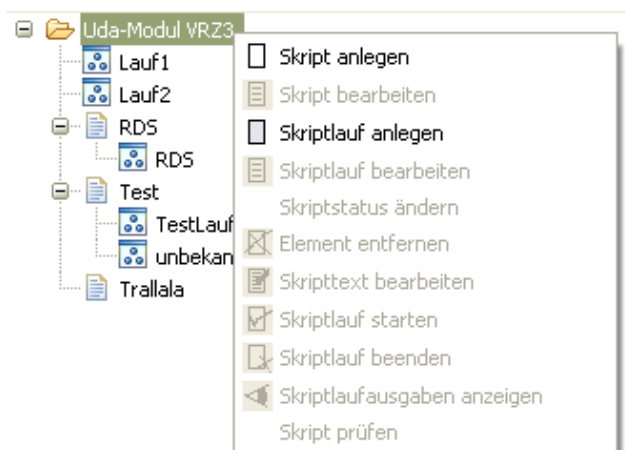 Uda-Modul VRZ3
Lauf1
Lauf2
RDS
RDS
Test
TestLauf
unbekan
Trallala
Skript anlegen
Skript bearbeiten
Skriptlauf anlegen
Skriptlauf bearbeiten
Skriptstatus ändern
Element entfernen
Skripttext bearbeiten
Skriptlauf starten
Skriptlauf beenden
Skriptlaufausgaben anzeigen
Skript prüfen